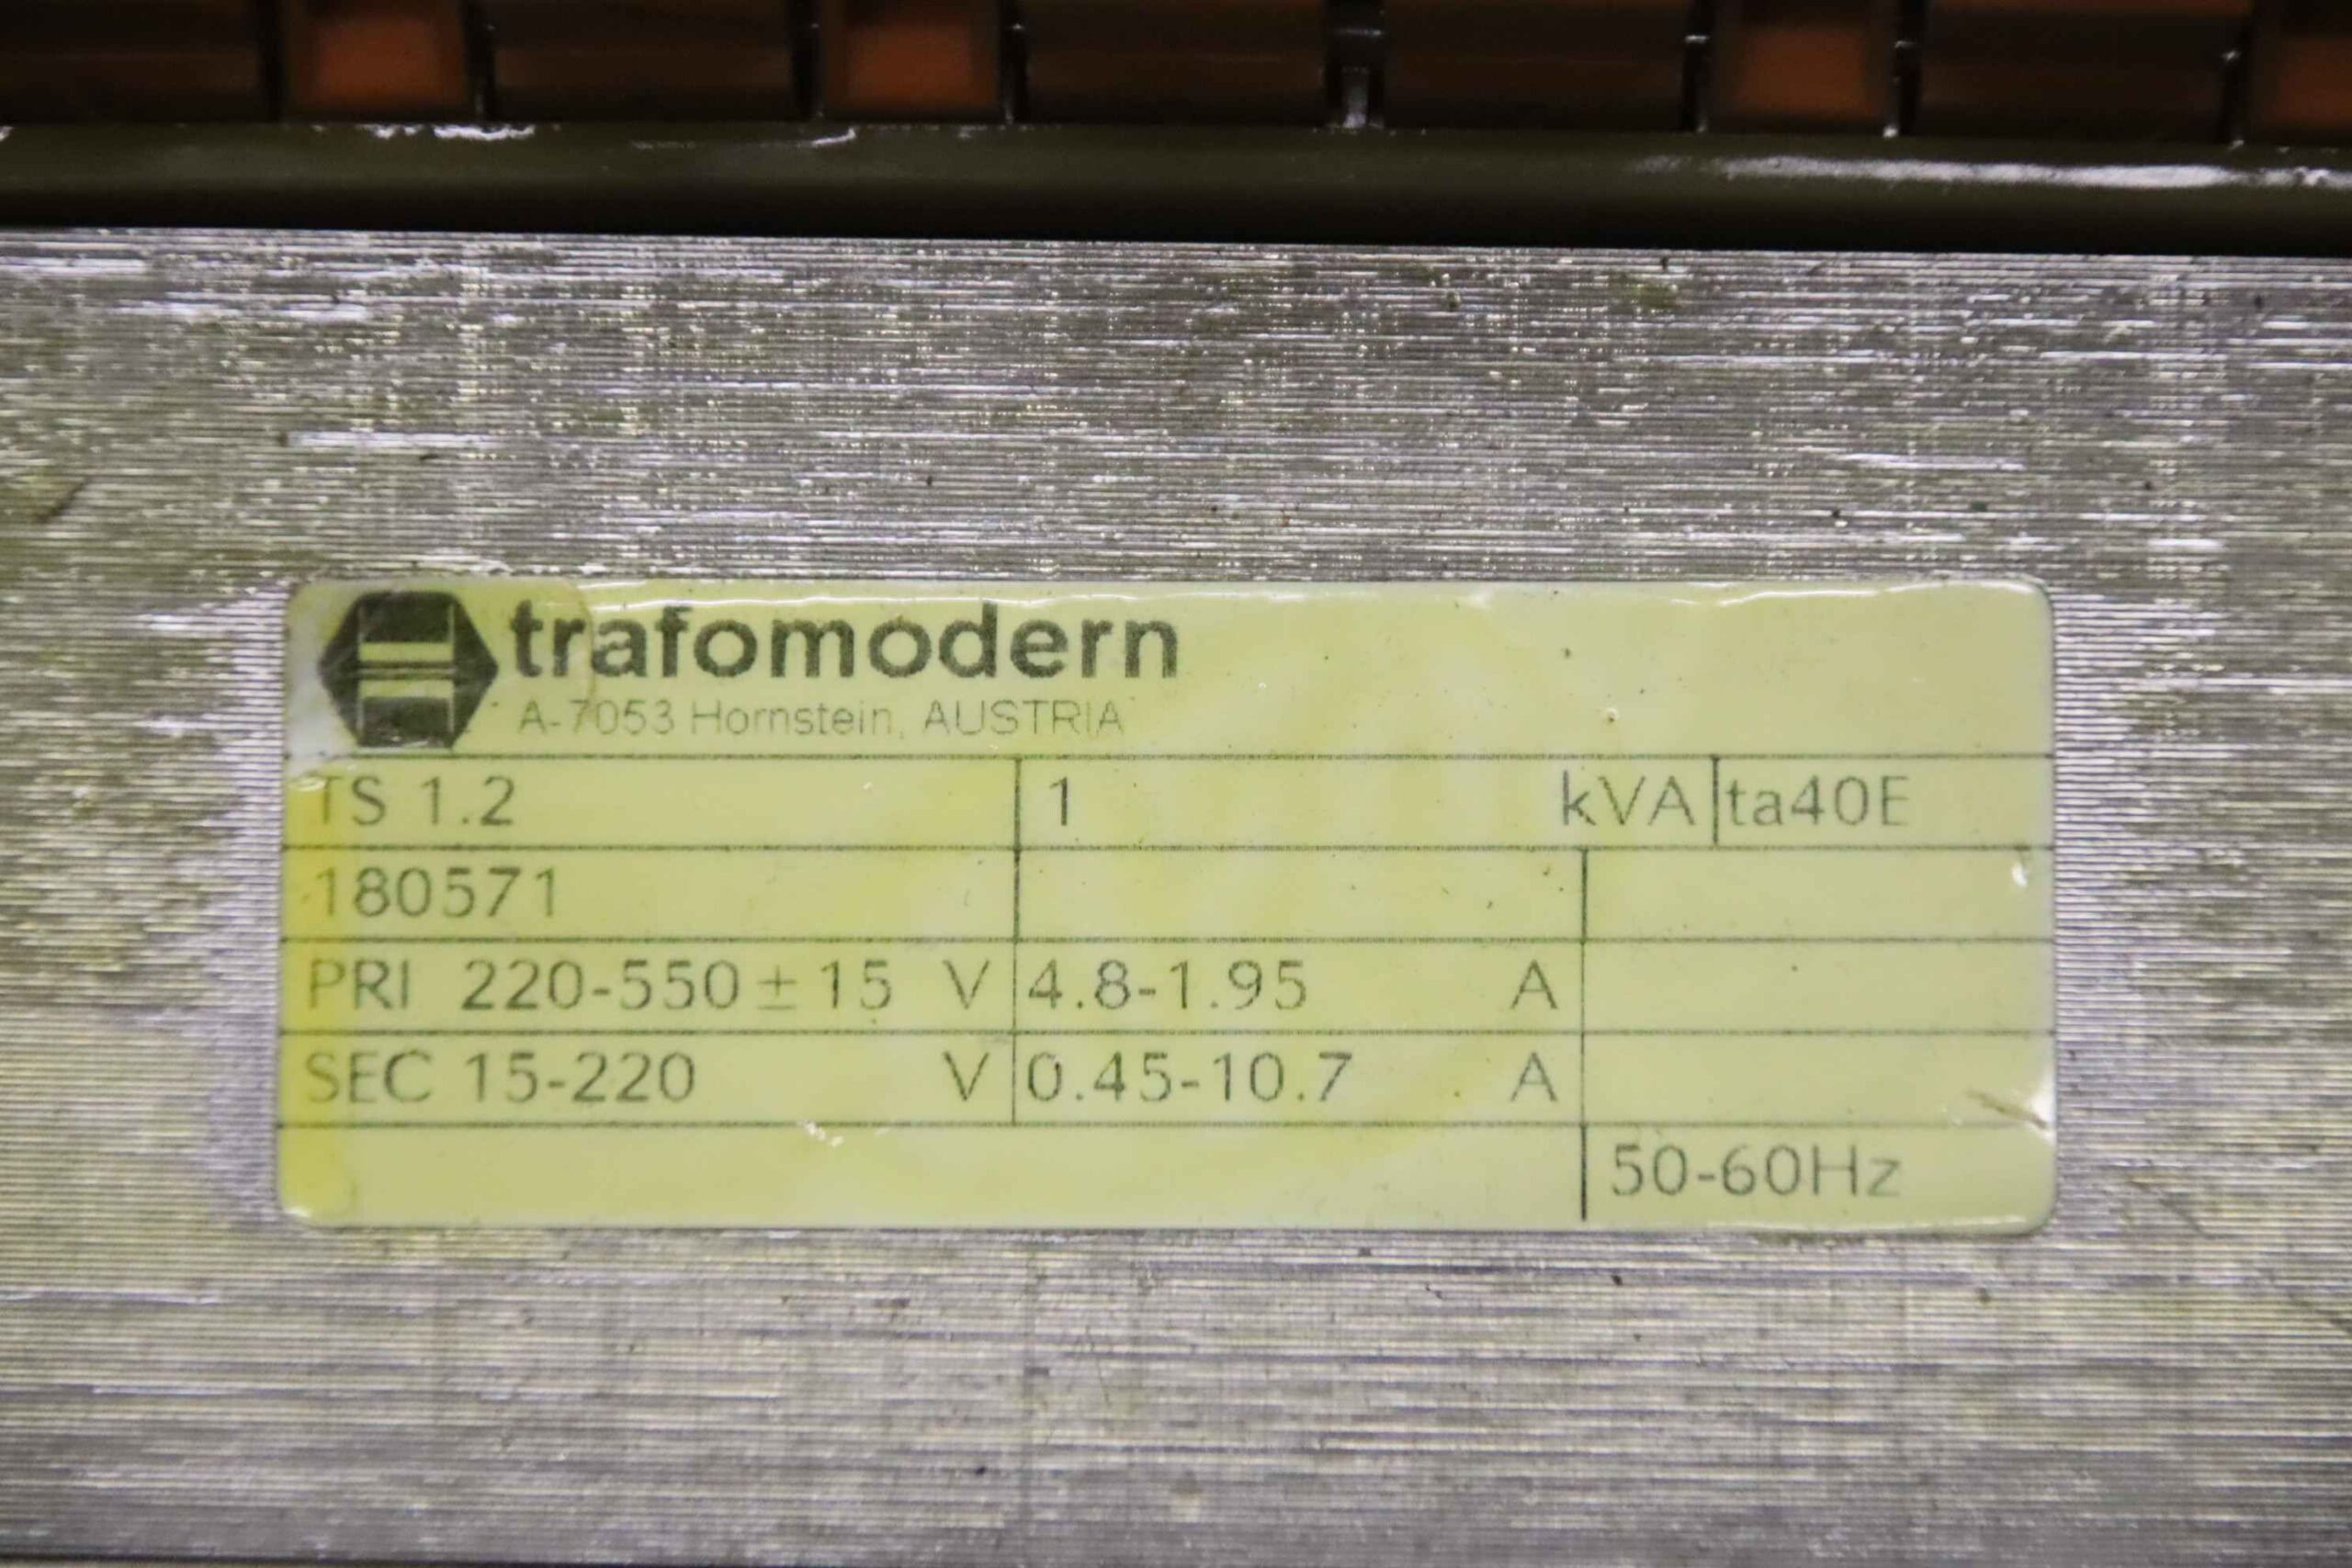 trafomodern
A-7053 Hornstein, AUSTRIA
TS 1.2 1 kVA ta40E
180571
PRI 220-550 ± 15 V 4.8-1.95 A
SEC 15-220 V 0.45-10.7 A
50-60Hz